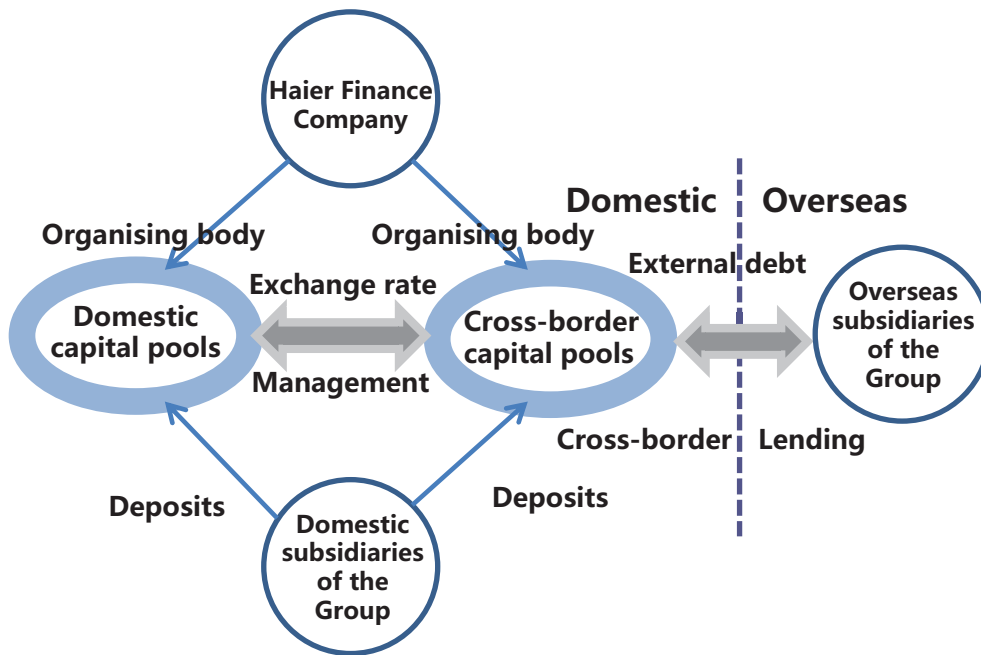 Haier Finance
Company
Domestic
Overseas
Organising body
Organising body
External debt
Exchange rate
Domestic
capital pools
Cross-border
capital pools
Overseas
subsidiaries
of the
Group
Management
Cross-border
Lending
Deposits
Deposits
Domestic
subsidiaries
of the
Group